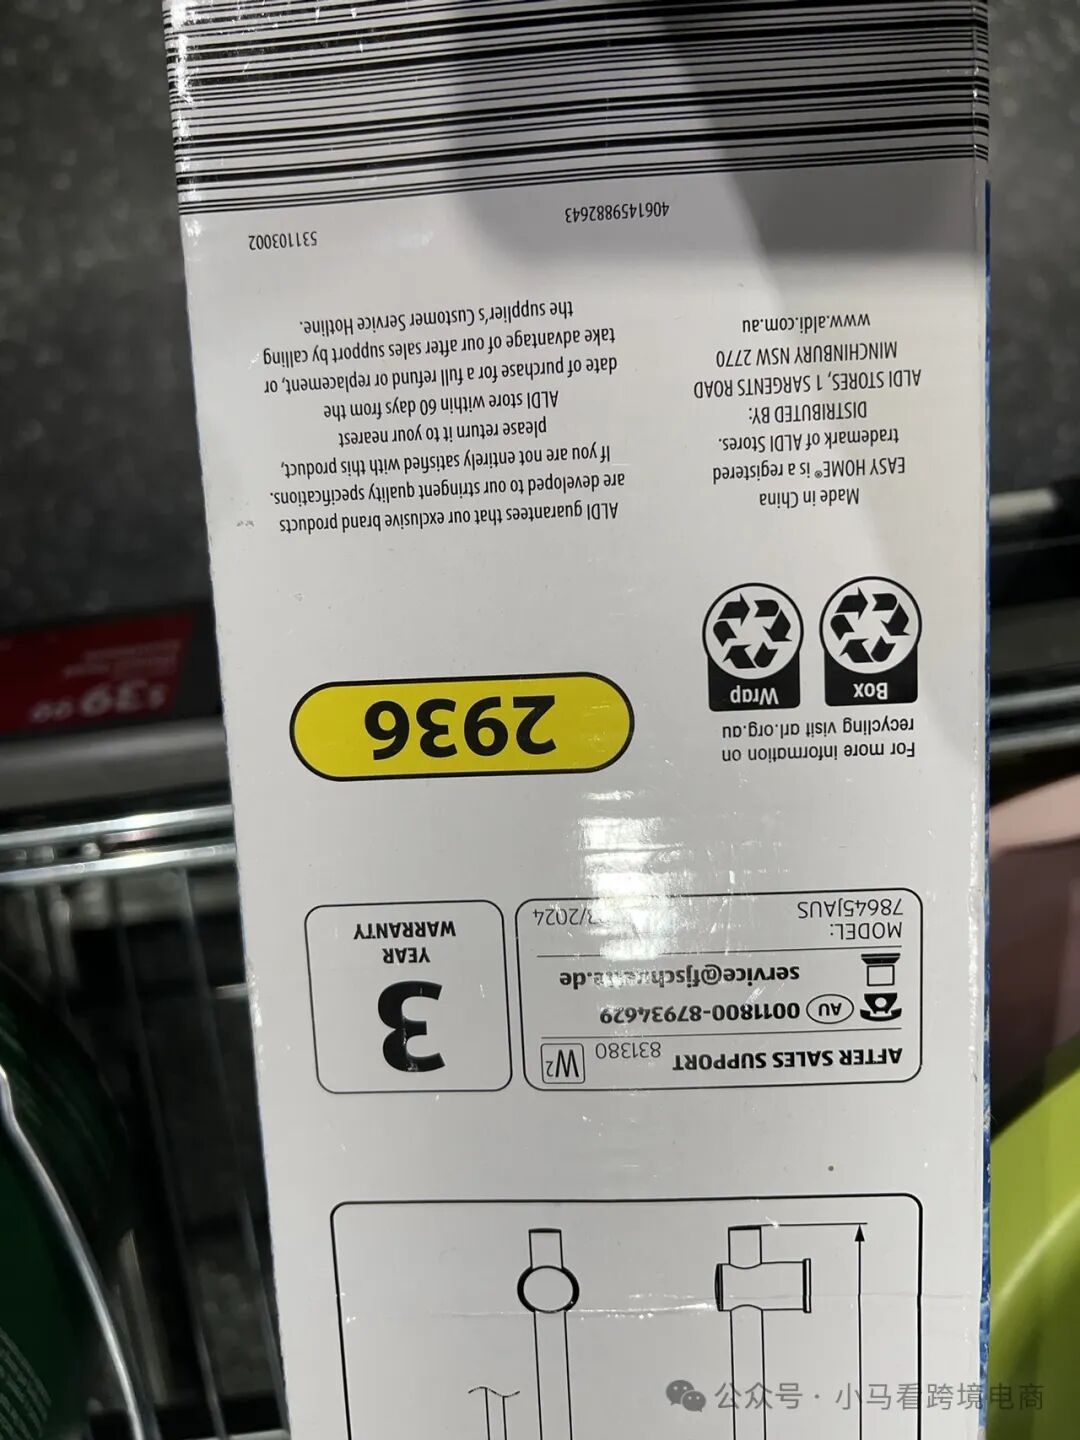 AFTER SALES SUPPORT
831380
W2
AU 0011800-87934629
MODEL:
78645JAUS
3
YEAR
WARRANTY
2936
For more information on
recycling visit arl.org.au
Box
Wrap
Made in China
EASY HOME® is a registered
trademark of ALDI Stores.
DISTRIBUTED BY:
ALDI STORES, 1 SARGENTS ROAD
MINCHINBURY NSW 2770
www.aldi.com.au
ALDI guarantees that our exclusive brand products
are developed to our stringent quality specifications.
If you are not entirely satisfied with this product,
please return it to your nearest
ALDI store within 60 days from the
date of purchase for a full refund or replacement, or
take advantage of our after sales support by calling
the supplier's Customer Service Hotline.
4061459882643
531103002
公众号 · 小马看跨境电商